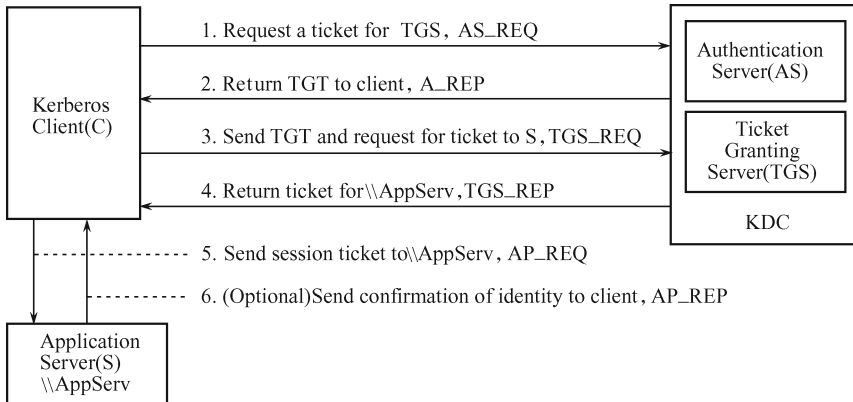 1. Request a ticket for TGS, AS_REQ
Authentication
Server(AS)
2. Return TGT to client, A_REP
Kerberos
Client(C)
3. Send TGT and request for ticket to S,TGS_REQ
Ticket
Granting
Server(TGS)
4. Return ticket for\\AppServ,TGS_REP
KDC
5. Send session ticket to\\AppServ, AP_REQ
6. (Optional)Send confirmation of identity to client, AP_REP
Application
Server(S)
\\AppServ